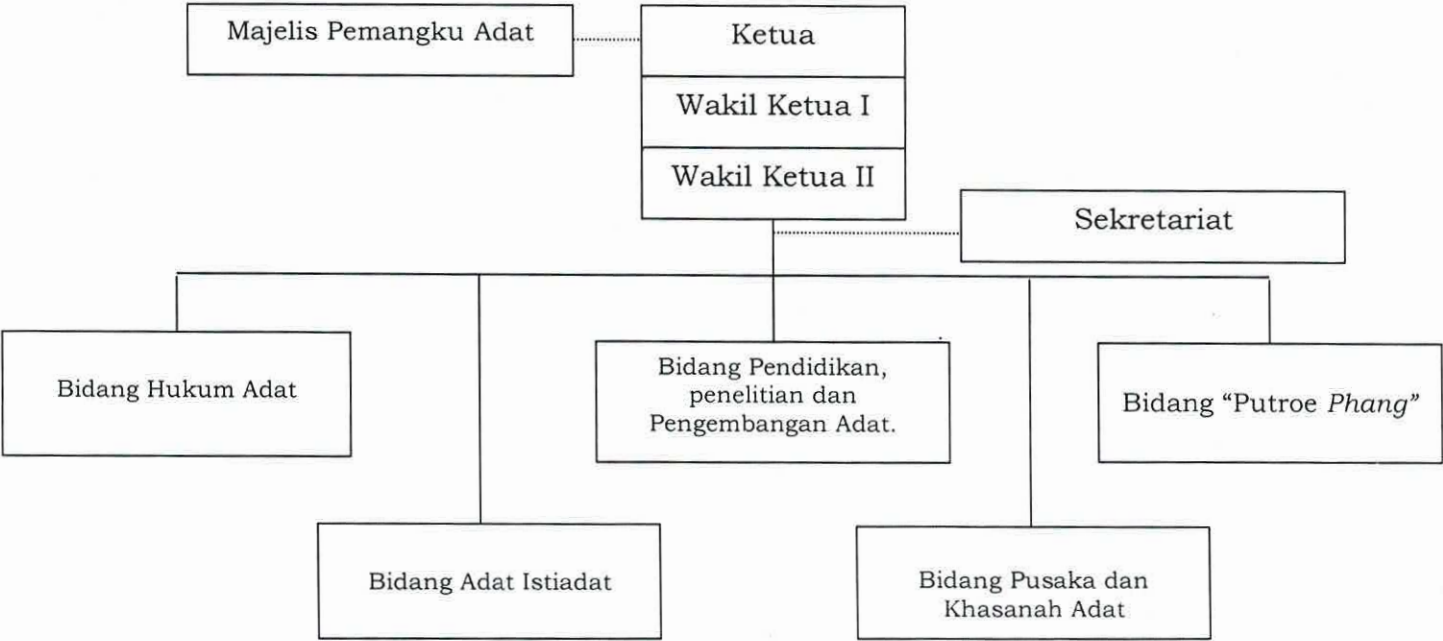 Majelis Pemangku Adat
Ketua
Wakil Ketua I
Wakil Ketua II
Sekretariat
Bidang Hukum Adat
Bidang Pendidikan,
penelitian dan
Pengembangan Adat.
Bidang “Putroe Phang”
Bidang Adat Istiadat
Bidang Pusaka dan
Khasanah Adat